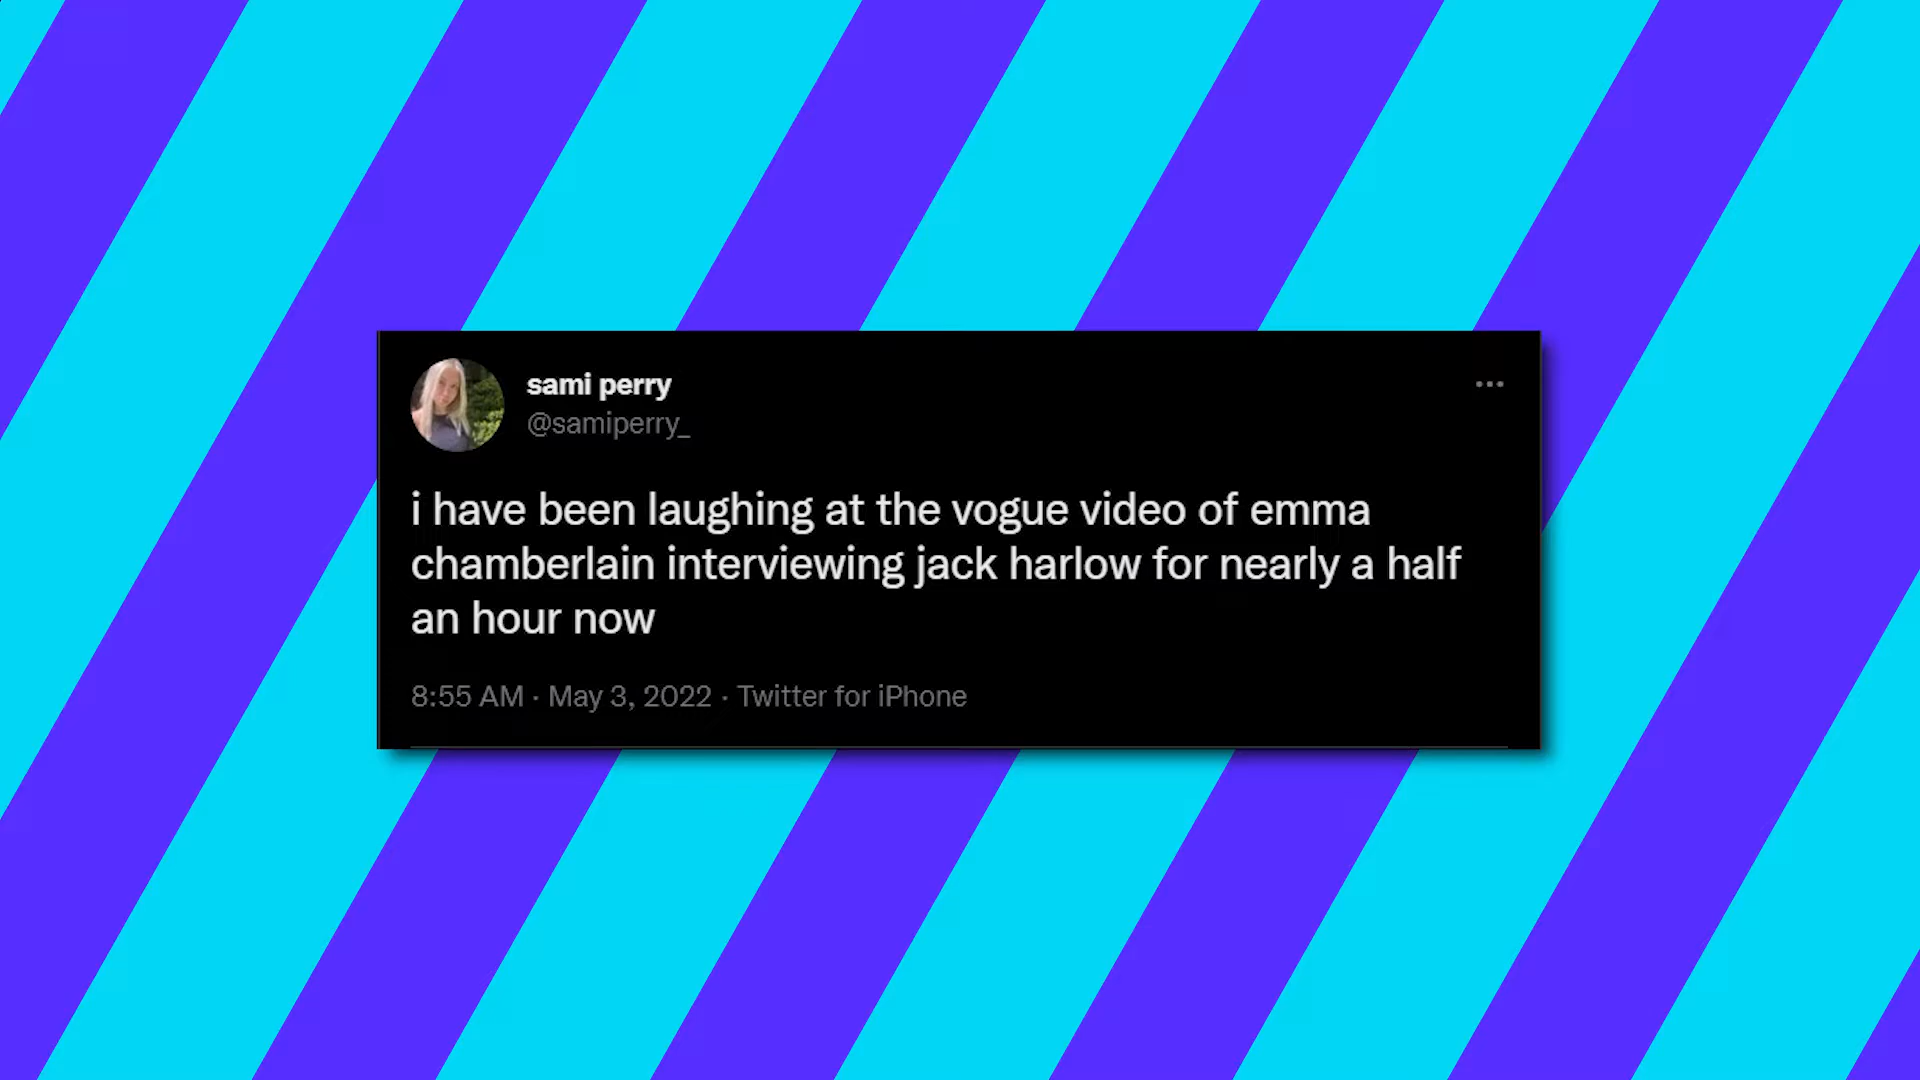 sami perry
@samiperry_
i have been laughing at the vogue video of emma
chamberlain interviewing jack harlow for nearly a half
an hour now
8:55 AM · May 3, 2022 · Twitter for iPhone